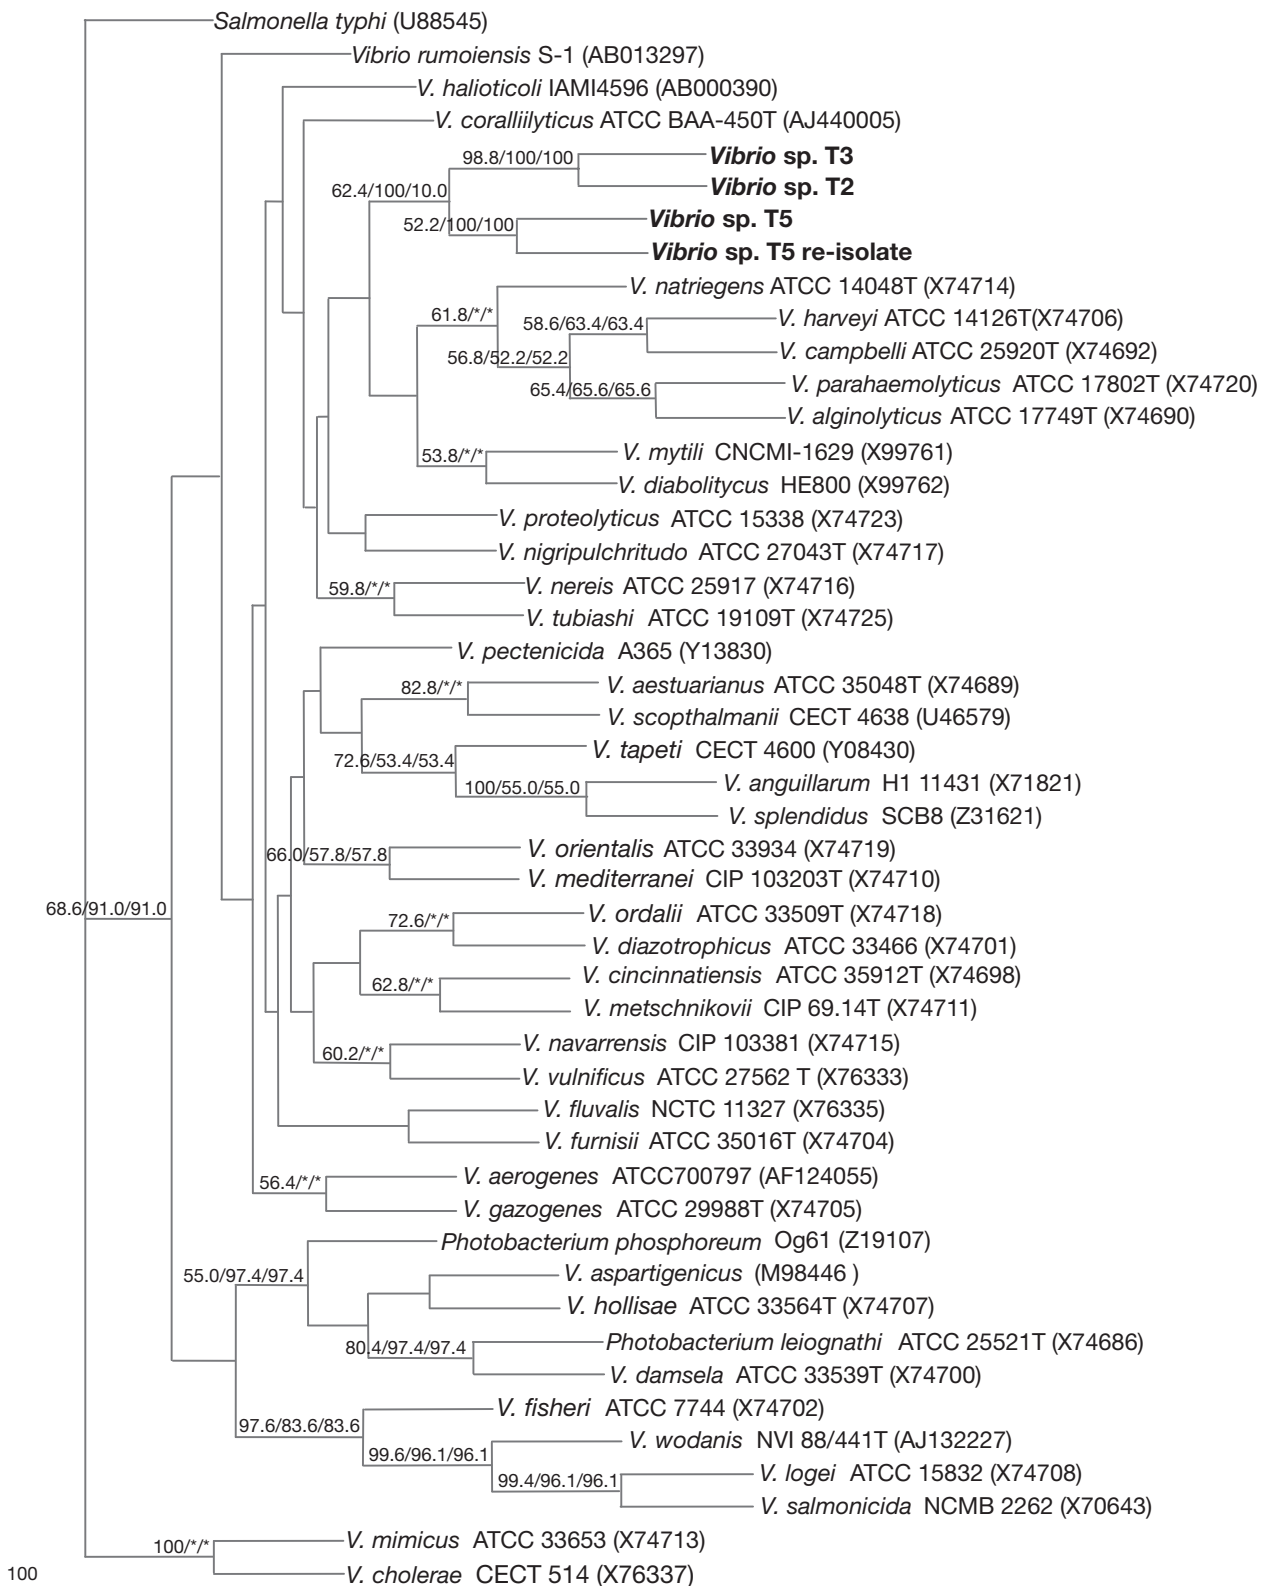 Salmonella typhi (U88545)
Vibrio rumoiensis S-1 (AB013297)
V. halioticoli IAMI4596 (AB000390)
V. coralliilyticus ATCC BAA-450T (AJ440005)
98.8/100/100
Vibrio sp. T3
Vibrio sp. T2
62.4/100/10.0
Vibrio sp. T5
52.2/100/100
Vibrio sp. T5 re-isolate
V. natriegens ATCC 14048T (X74714)
61.8/*/*
58.6/63.4/63.4
V. harveyi ATCC 14126T(X74706)
V. campbelli ATCC 25920T (X74692)
56.8/52.2/52.2
V. parahaemolyticus ATCC 17802T (X74720)
65.4/65.6/65.6
V. alginolyticus ATCC 17749T (X74690)
V. mytili CNCMI-1629 (X99761)
53.8/*/*
V. diabolitycus HE800 (X99762)
V. proteolyticus ATCC 15338 (X74723)
V. nigripulchritudo ATCC 27043T (X74717)
V. nereis ATCC 25917 (X74716)
59.8/*/*
V. tubiashi ATCC 19109T (X74725)
V. pectenicida A365 (Y13830)
82.8/*/*
V. aestuarianus ATCC 35048T (X74689)
V. scopthalmanii CECT 4638 (U46579)
V. tapeti CECT 4600 (Y08430)
72.6/53.4/53.4
V. anguillarum H1 11431 (X71821)
100/55.0/55.0
V. splendidus SCB8 (Z31621)
V. orientalis ATCC 33934 (X74719)
66.0/57.8/57.8
V. mediterranei CIP 103203T (X74710)
68.6/91.0/91.0
V. ordalii ATCC 33509T (X74718)
72.6/*/*
V. diazotrophicus ATCC 33466 (X74701)
V. cincinnatiensis ATCC 35912T (X74698)
62.8/*/*
V. metschnikovii CIP 69.14T (X74711)
V. navarrensis CIP 103381 (X74715)
60.2/*/*
V. vulnificus ATCC 27562 T (X76333)
V. fluvalis NCTC 11327 (X76335)
V. furnisii ATCC 35016T (X74704)
V. aerogenes ATCC700797 (AF124055)
56.4/*/*
V. gazogenes ATCC 29988T (X74705)
Photobacterium phosphoreum Og61 (Z19107)
55.0/97.4/97.4
V. aspartigenicus (M98446 )
V. hollisae ATCC 33564T (X74707)
Photobacterium leiognathi ATCC 25521T (X74686)
80.4/97.4/97.4
V. damsela ATCC 33539T (X74700)
V. fisheri ATCC 7744 (X74702)
97.6/83.6/83.6
V. wodanis NVI 88/441T (AJ132227)
99.6/96.1/96.1
V. logei ATCC 15832 (X74708)
99.4/96.1/96.1
V. salmonicida NCMB 2262 (X70643)
V. mimicus ATCC 33653 (X74713)
100/*/*
V. cholerae CECT 514 (X76337)
100